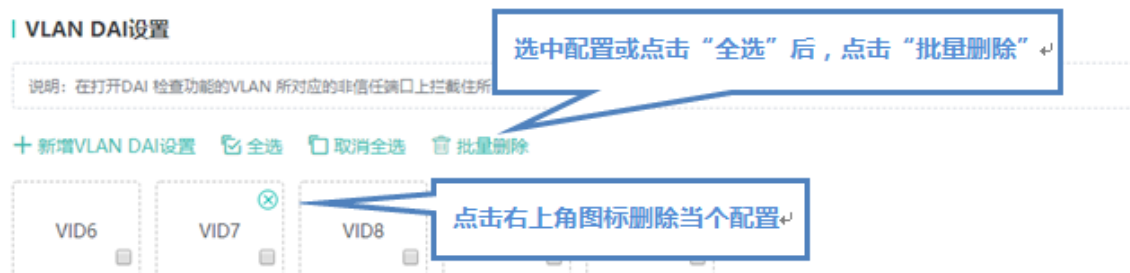 VLAN DAI设置
选中配置或点击“全选”后，点击“批量删除”
说明：在打开DAI 检查功能的VLAN 所对应的非信任端口上拦截住所
新增VLAN DAI设置 全选 取消全选 批量删除
VID6 VID7 VID8
点击右上角图标删除当个配置